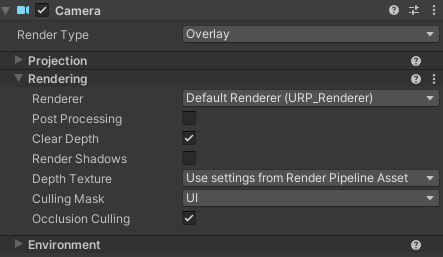 Camera
Render Type Overlay
Projection
Rendering
Renderer Default Renderer (URP_Renderer)
Post Processing
Clear Depth
Render Shadows
Depth Texture Use settings from Render Pipeline Asset
Culling Mask UI
Occlusion Culling
Environment